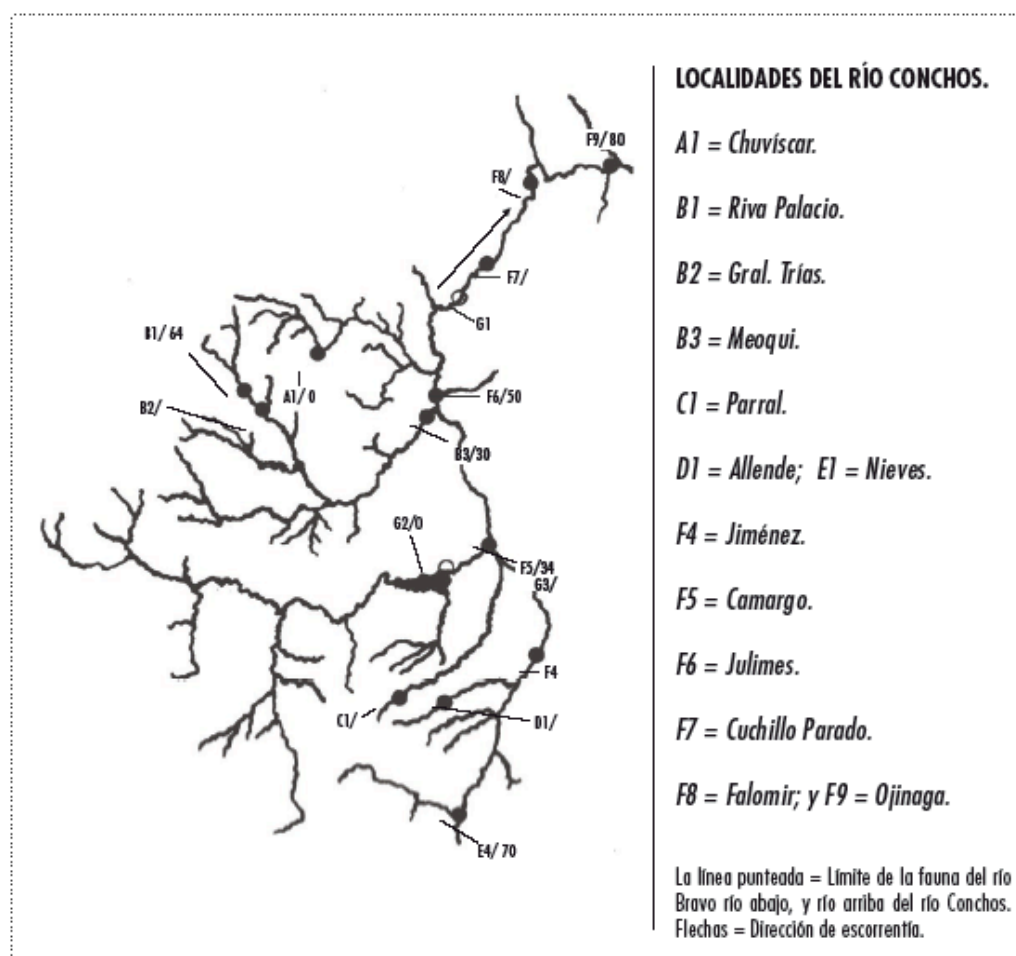 F9/80
F8/
F7/
G1
B1/ 64
A1/ 0
F6/50
B2/
B3/30
G2/0
F5/34
G3/
F4
C1/
D1/
E4/ 70
LOCALIDADES DEL RÍO CONCHOS.
A1 = Chuvíscar.
B1 = Riva Palacio.
B2 = Gral. Trías.
B3 = Meoqui.
C1 = Parral.
D1 = Allende; E1 = Nieves.
F4 = Jiménez.
F5 = Camargo.
F6 = Julimes.
F7 = Cuchillo Parado.
F8 = Falomir; y F9 = Ojinaga.
La línea punteada = Límite de la fauna del río
Bravo río abajo, y río arriba del río Conchos.
Flechas = Dirección de escorrentía.